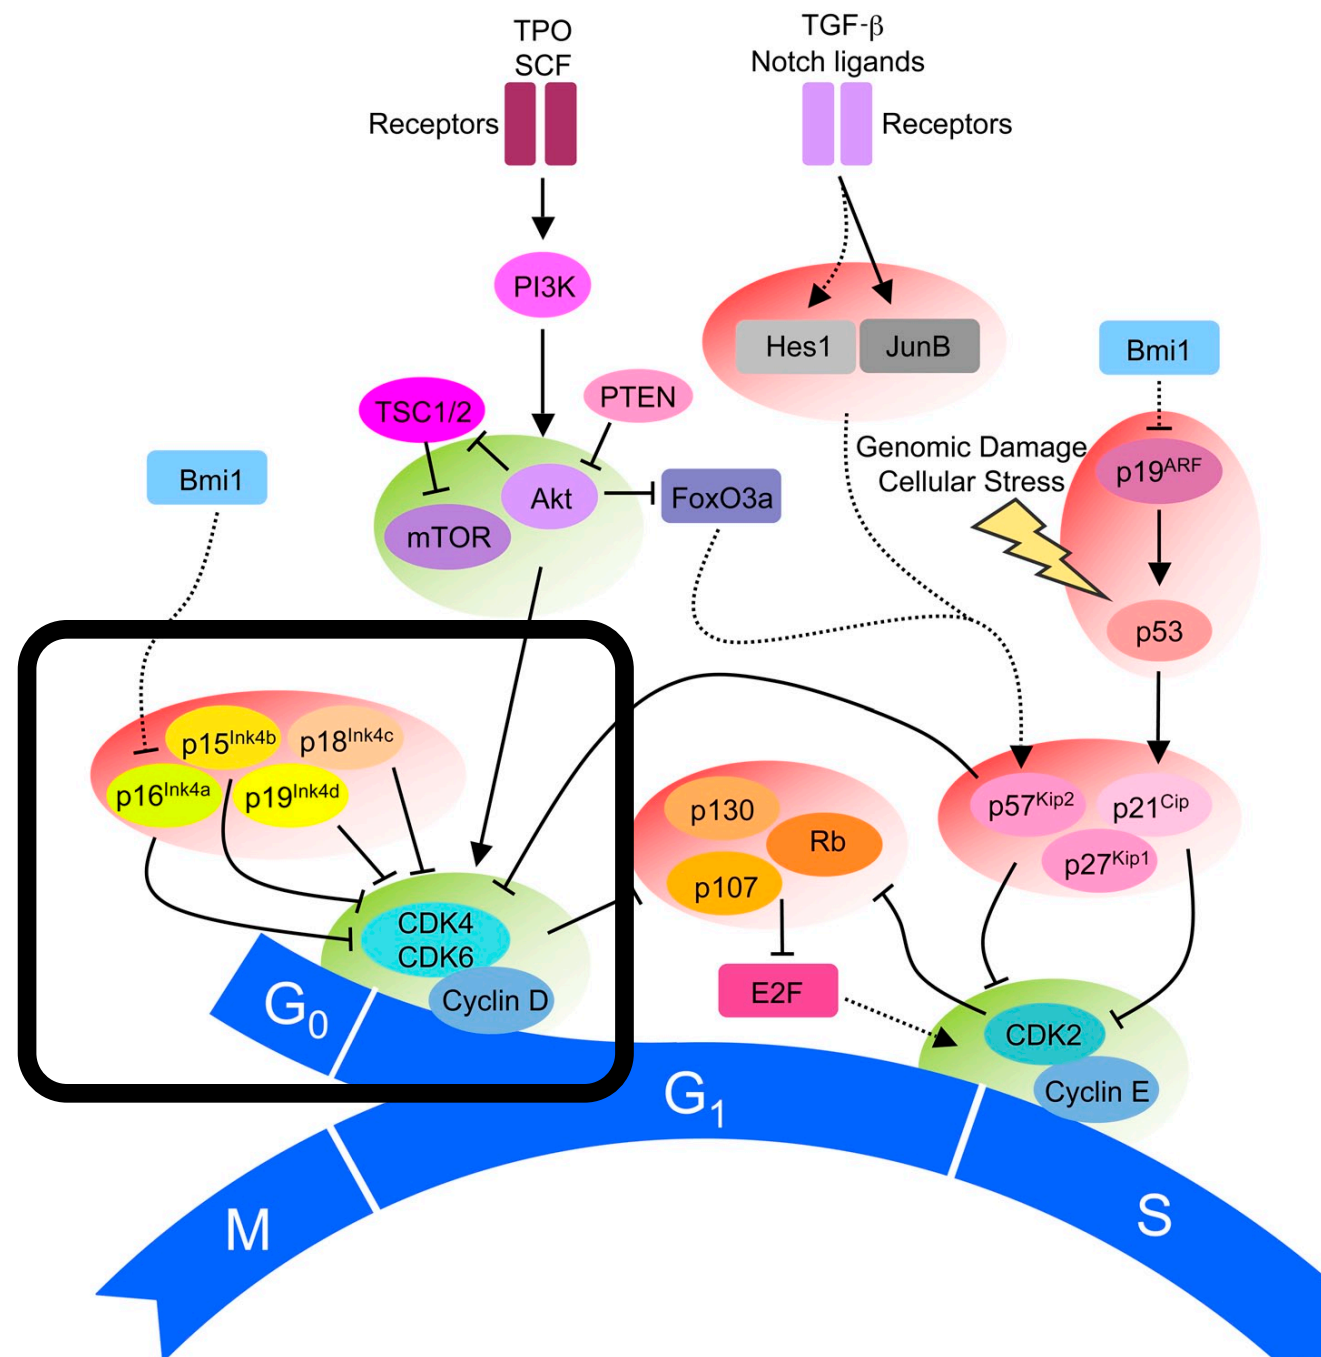 TPO
SCF
Receptors
TGF-β
Notch ligands
Receptors
PI3K
Hes1
JunB
Bmi1
TSC1/2
PTEN
Genomic Damage
Cellular Stress
p19ARF
Bmi1
Akt
FoxO3a
mTOR
p53
p15Ink4b
p18Ink4c
p16Ink4a
p19Ink4d
p130
Rb
p107
p57Kip2
p21Cip
p27Kip1
CDK4
CDK6
Cyclin D
E2F
CDK2
Cyclin E
G0
G1
M
S